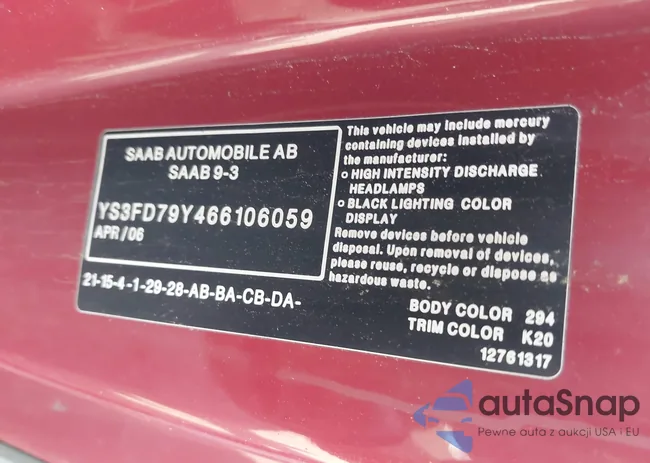 SAAB AUTOMOBILE AB
SAAB 9-3
YS3FD79Y466106059
APR/06
21-15-4 -1-29-28-AB-BA-CB-DA-
This vehicle may include mercury
containing devices installed by
the manufacturer:
o HIGH INTENSITY DISCHARGE
HEADLAMPS
o BLACK LIGHTING COLOR
DISPLAY
Remove devices before vehicle
disposal. Upon removal of devices,
please reuse, recycle or dispose as
hazardous waste.
BODY COLOR 294
TRIM COLOR K20
12761317
autaSnap
Pewne auta z aukcji USA i EU